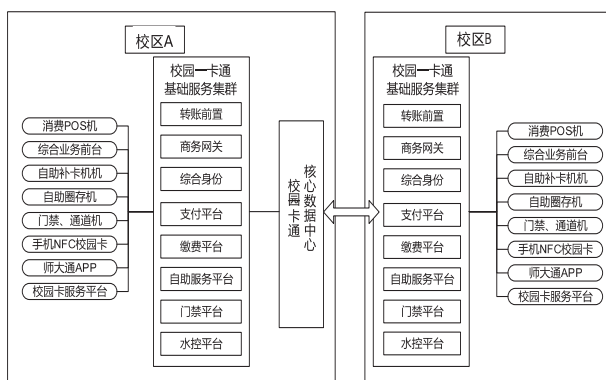 校区A
校园一卡通
基础服务集群
转账前置
商务网关
综合身份
支付平台
缴费平台
自助服务平台
门禁平台
水控平台
消费POS机
综合业务前台
自助补卡机机
自助圈存机
门禁、通道机
手机NFC校园卡
师大通APP
校园卡服务平台
核心数据中心
校园卡通
校区B
校园一卡通
基础服务集群
转账前置
商务网关
综合身份
支付平台
缴费平台
自助服务平台
门禁平台
水控平台
消费POS机
综合业务前台
自助补卡机机
自助圈存机
门禁、通道机
手机NFC校园卡
师大通APP
校园卡服务平台